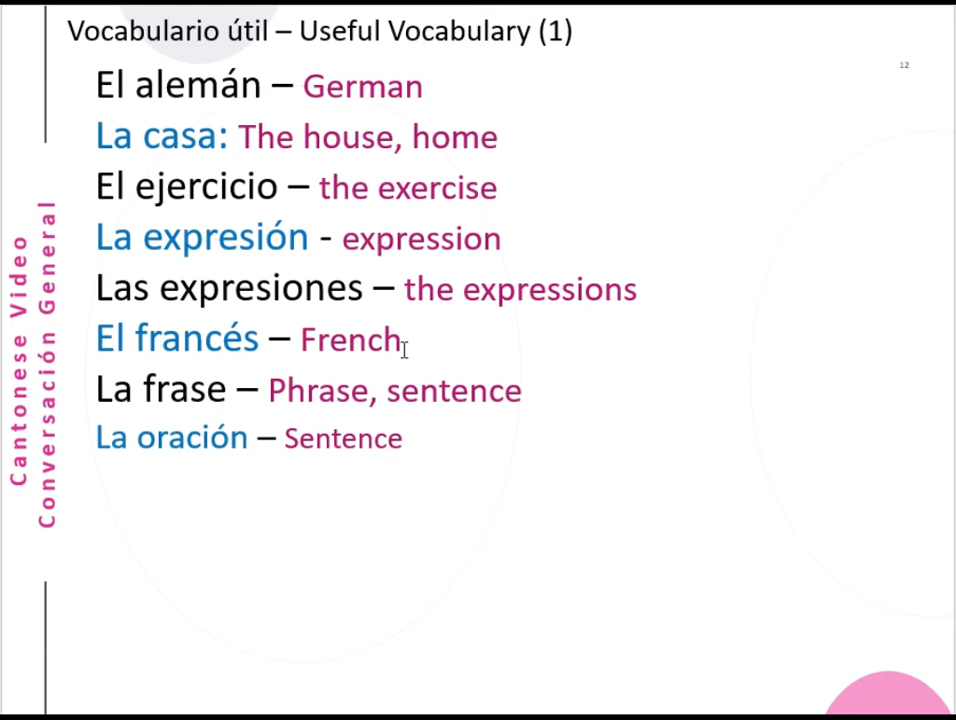 Vocabulario útil – Useful Vocabulary (1)
12
El alemán – German
La casa: The house, home
El ejercicio – the exercise
La expresión - expression
Las expresiones – the expressions
El francés – French
La frase – Phrase, sentence
La oración – Sentence
Cantonese Video
Conversación General